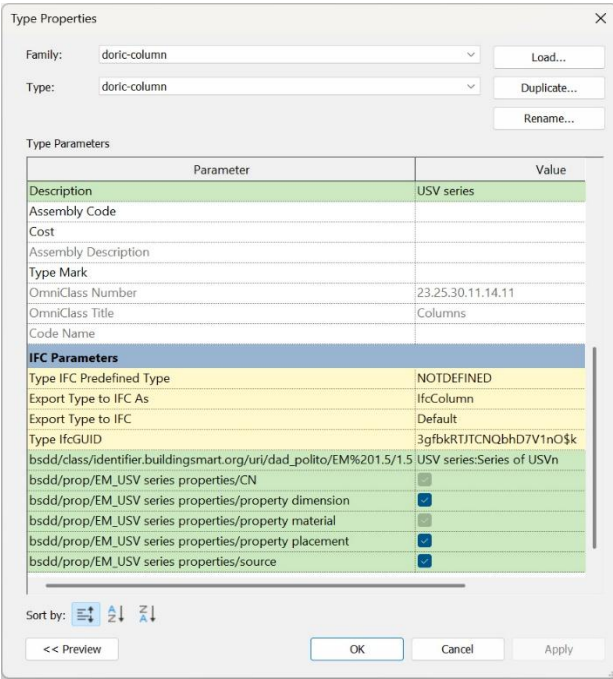 Type Properties
Family: doric-column Load...
Type: doric-column Duplicate...
Rename...
Type Parameters
Parameter Value
Description USV series
Assembly Code
Cost
Assembly Description
Type Mark
OmniClass Number 23.25.30.11.14.11
OmniClass Title Columns
Code Name
IFC Parameters
Type IFC Predefined Type NOTDEFINED
Export Type to IFC As IfcColumn
Export Type to IFC Default
Type IfcGUID 3gfbkRTJTCNQbhD7V1nO$k
bsdd/class/identifier.buildingsmart.org/uri/dad_polito/EM%201.5/1.5 USV series:Series of USVn
bsdd/prop/EM_USV series properties/CN
bsdd/prop/EM_USV series properties/property dimension
bsdd/prop/EM_USV series properties/property material
bsdd/prop/EM_USV series properties/property placement
bsdd/prop/EM_USV series properties/source
Sort by: A Z Z A
<< Preview OK Cancel Apply